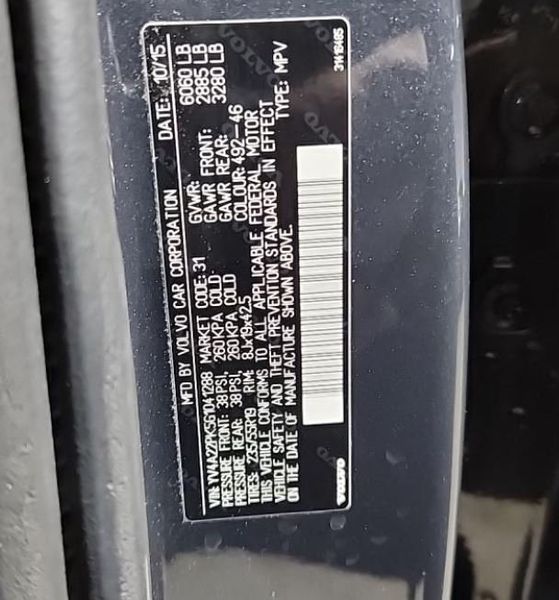 MFD BY VOLVO CAR CORPORATION DATE: 10/15
VIN: YV4A22PK5G1041288 MARKET CODE: 31 GVWR: 6060 LB
PRESSURE FRONT: 38 PSI, 260 KPA COLD GAWR FRONT: 2885 LB
PRESSURE REAR: 38 PSI, 260 KPA COLD GAWR REAR: 3280 LB
TIRES: 235/55R19 RIM: 8Jx19x42.5 COLOUR: 492-46
THIS VEHICLE CONFORMS TO ALL APPLICABLE FEDERAL MOTOR
VEHICLE SAFETY AND THEFT PREVENTION STANDARDS IN EFFECT
ON THE DATE OF MANUFACTURE SHOWN ABOVE. TYPE: MPV
VOLVO 31416485